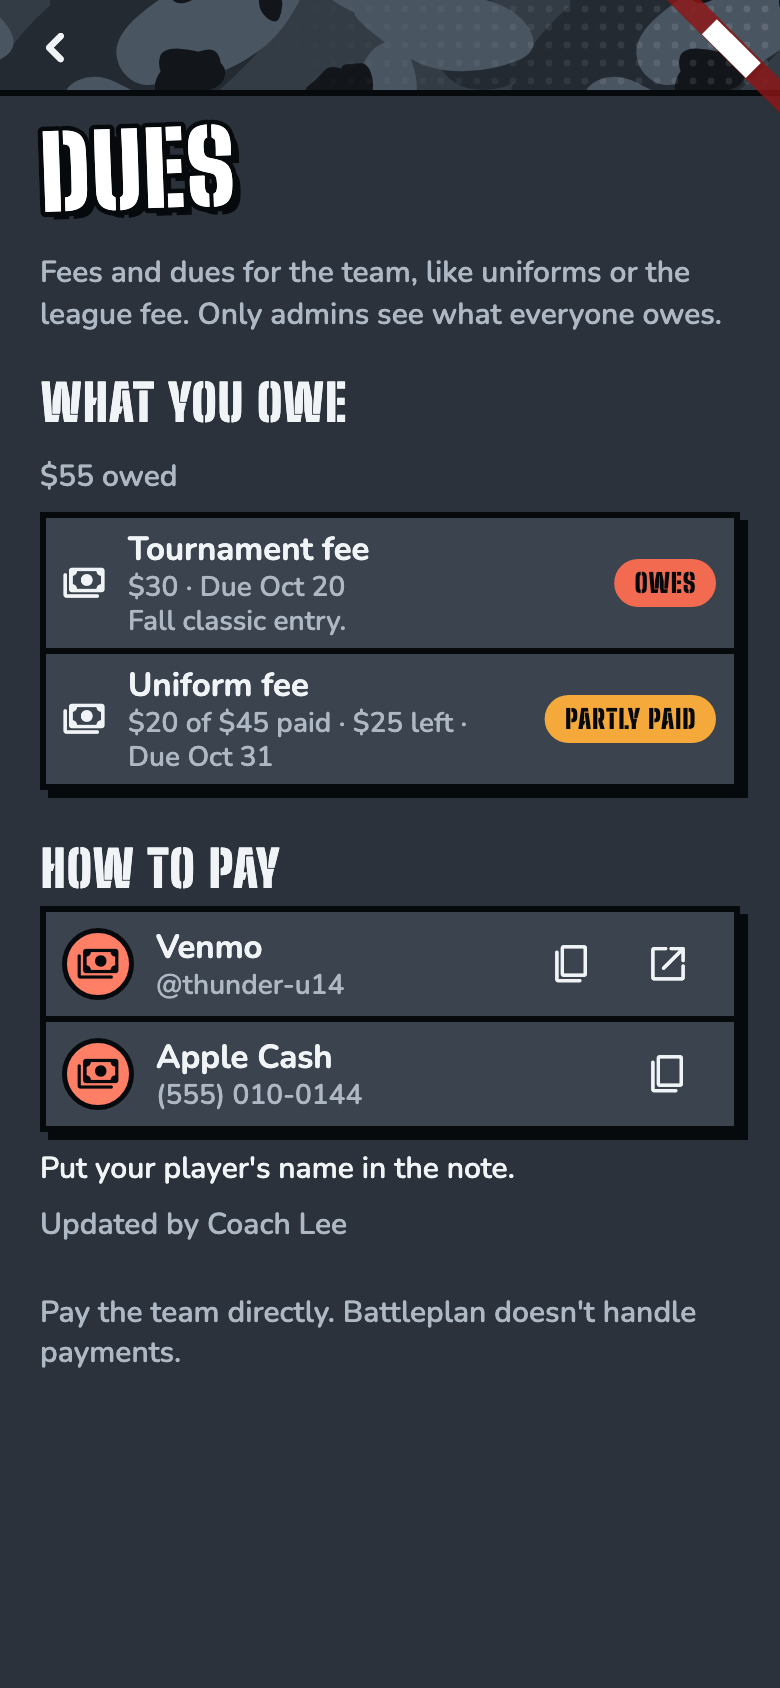 DUES
Fees and dues for the team, like uniforms or the
league fee. Only admins see what everyone owes.
WHAT YOU OWE
$55 owed
Tournament fee
$30 · Due Oct 20
Fall classic entry.
OWES
Uniform fee
$20 of $45 paid · $25 left ·
Due Oct 31
PARTLY PAID
HOW TO PAY
Venmo
@thunder-u14
Apple Cash
(555) 010-0144
Put your player's name in the note.
Updated by Coach Lee
Pay the team directly. Battleplan doesn't handle
payments.